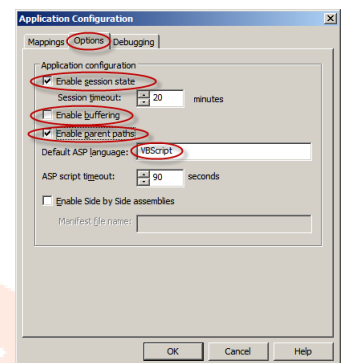 Application Configuration
Mappings Options Debugging
Application configuration
Enable session state
Session timeout: 20 minutes
Enable buffering
Enable parent paths
Default ASP language: VBScript
ASP script timeout: 90 seconds
Enable Side by Side assemblies
Manifest file name:
OK Cancel Help